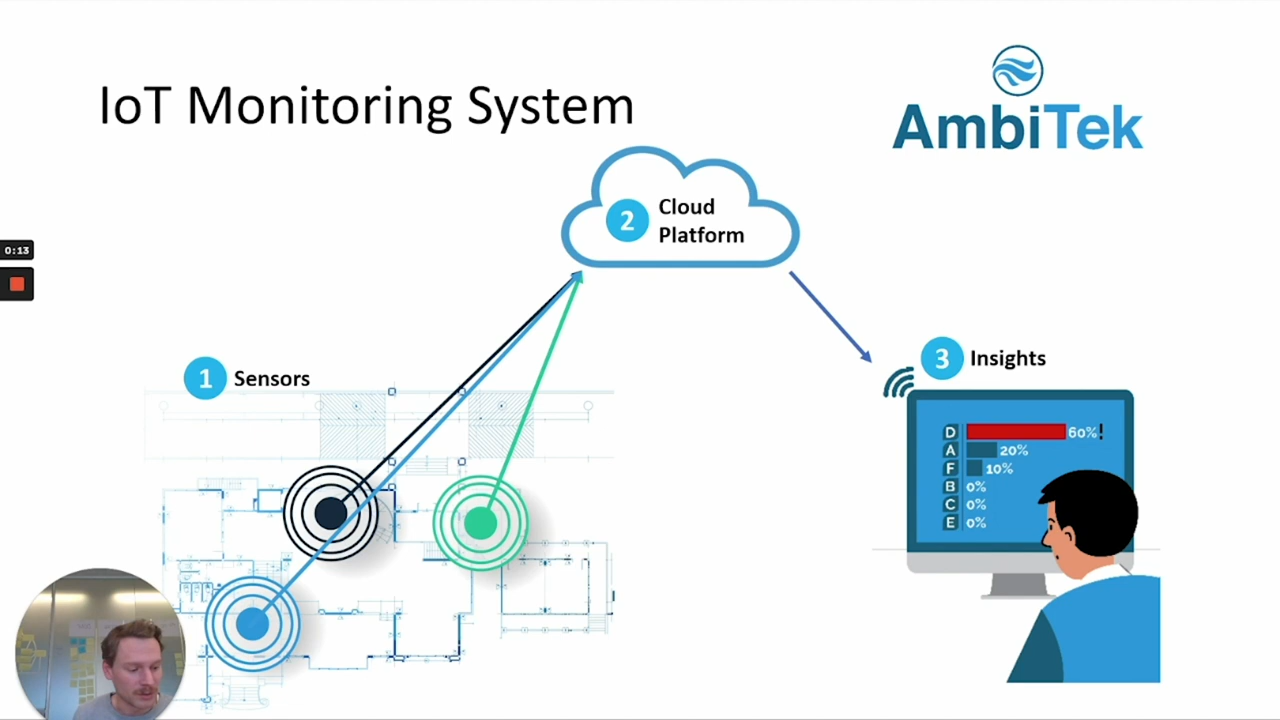 IoT Monitoring System
AmbiTek
2 Cloud
Platform
0:13
1 Sensors
3 Insights
D 60%!
A 20%
F 10%
B 0%
C 0%
E 0%